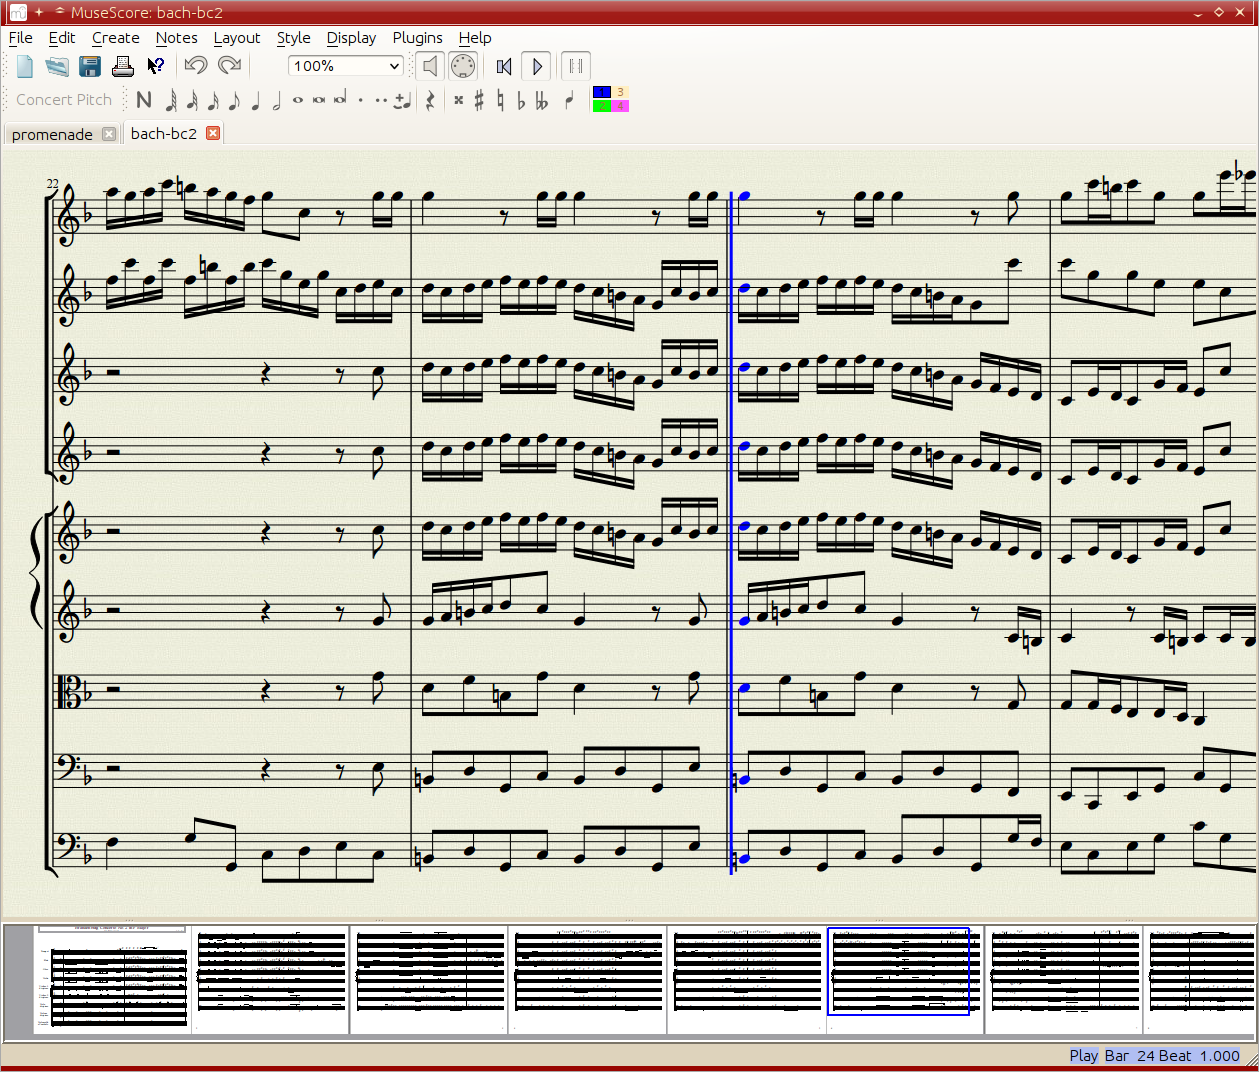 MuseScore: bach-bc2
File Edit Create Notes Layout Style Display Plugins Help
100%
Concert Pitch N 1 3
2 4
promenade bach-bc2
22
Play Bar 24 Beat 1.000